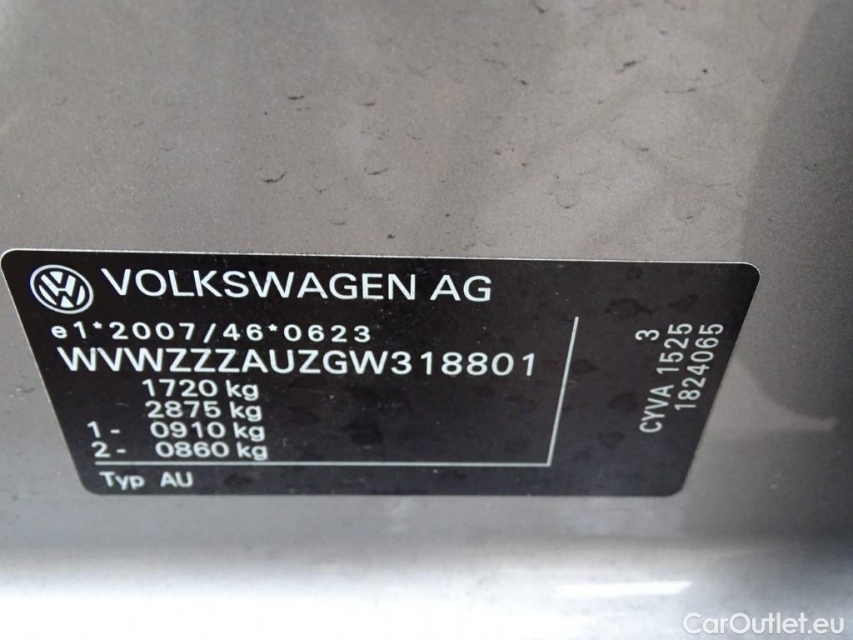 VOLKSWAGEN AG
e1*2007/46*0623
WVWZZZAUZGW318801
1720 kg
2875 kg
1- 0910 kg
2- 0860 kg
Typ AU
3
CYVA 1525
1824065
CarOutlet.eu